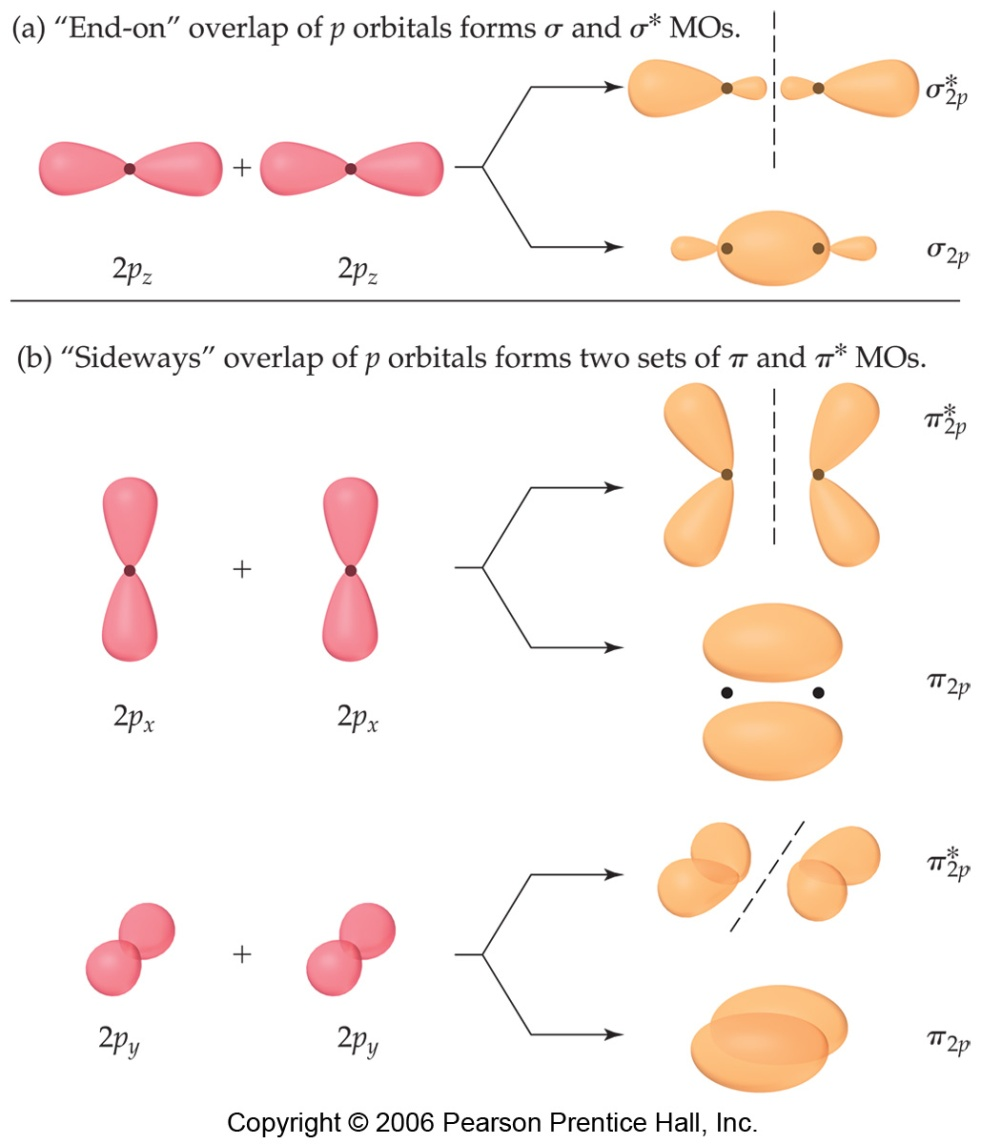 (a) “End-on” overlap of p orbitals forms σ and σ* MOs.
σ*2p
+
2pz 2pz
σ2p
(b) “Sideways” overlap of p orbitals forms two sets of π and π* MOs.
π*2p
+
2px 2px
π2p
π*2p
+
2py 2py
π2p
Copyright © 2006 Pearson Prentice Hall, Inc.